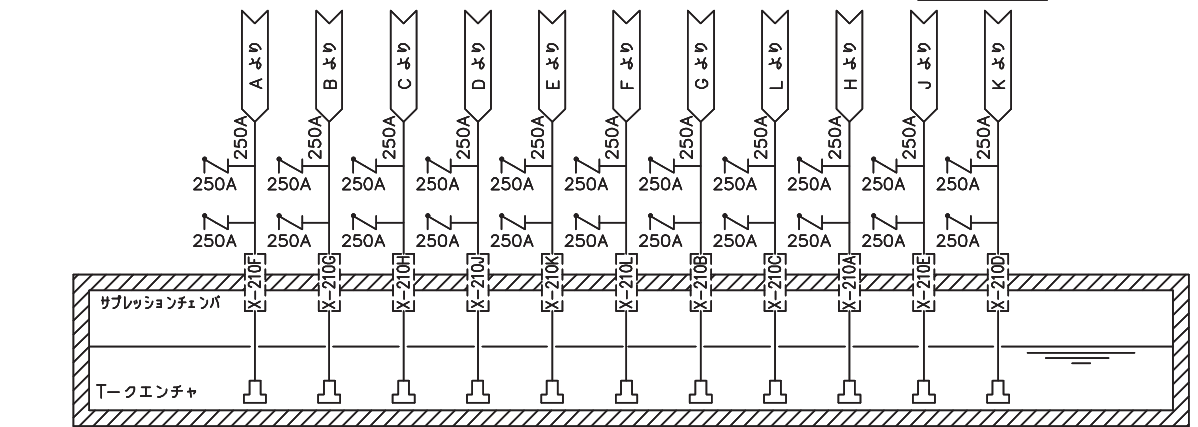 Aより
Bより
Cより
Dより
Eより
Fより
Gより
Lより
Hより
Jより
Kより
250A 250A 250A 250A 250A 250A 250A 250A 250A 250A 250A
250A 250A 250A 250A 250A 250A 250A 250A 250A 250A 250A
250A 250A 250A 250A 250A 250A 250A 250A 250A 250A 250A
X-210F
X-210G
X-210H
X-210J
X-210K
X-210L
X-210B
X-210C
X-210A
X-210E
X-210D
サプレッションチェンバ
Tークエンチャ